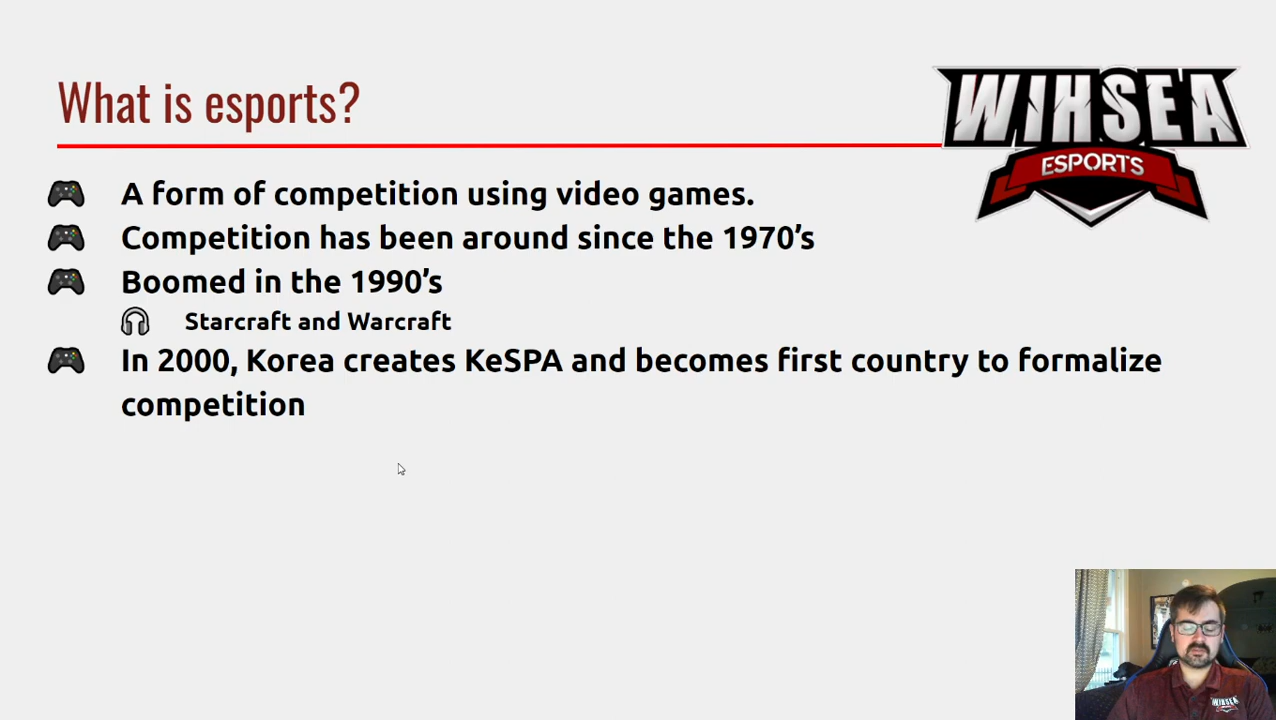 What is esports?
WIHSEA
ESPORTS
A form of competition using video games.
Competition has been around since the 1970's
Boomed in the 1990's
Starcraft and Warcraft
In 2000, Korea creates KeSPA and becomes first country to formalize
competition
WIHSEA